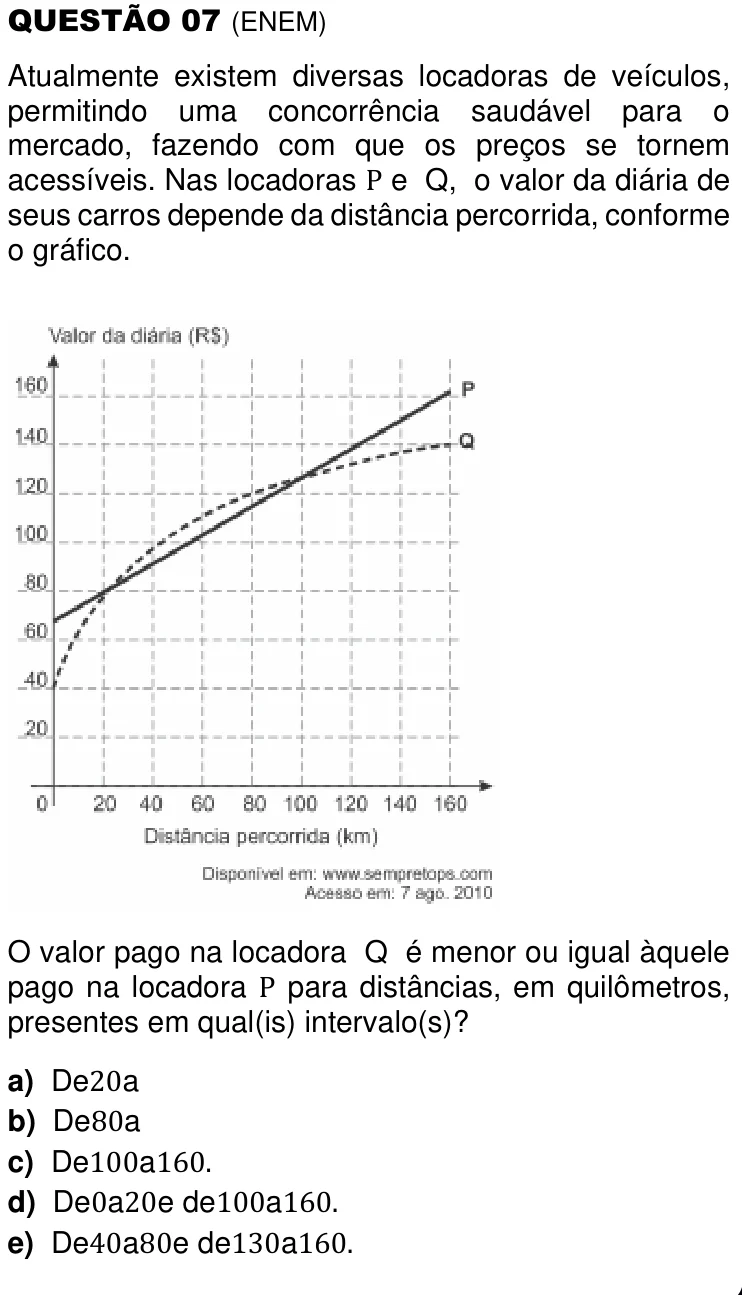 QUESTÃO 07 (ENEM)
Atualmente existem diversas locadoras de veículos,
permitindo uma concorrência saudável para o
mercado, fazendo com que os preços se tornem
acessíveis. Nas locadoras P e Q, o valor da diária de
seus carros depende da distância percorrida, conforme
o gráfico.
Valor da diária (R$)
160
P
140
Q
120
100
80
60
40
20
0 20 40 60 80 100 120 140 160
Distância percorrida (km)
Disponível em: www.sempretops.com
Acesso em: 7 ago. 2010
O valor pago na locadora Q é menor ou igual àquele
pago na locadora P para distâncias, em quilômetros,
presentes em qual(is) intervalo(s)?
a) De20a
b) De80a
c) De100a160.
d) De0a20e de100a160.
e) De40a80e de130a160.